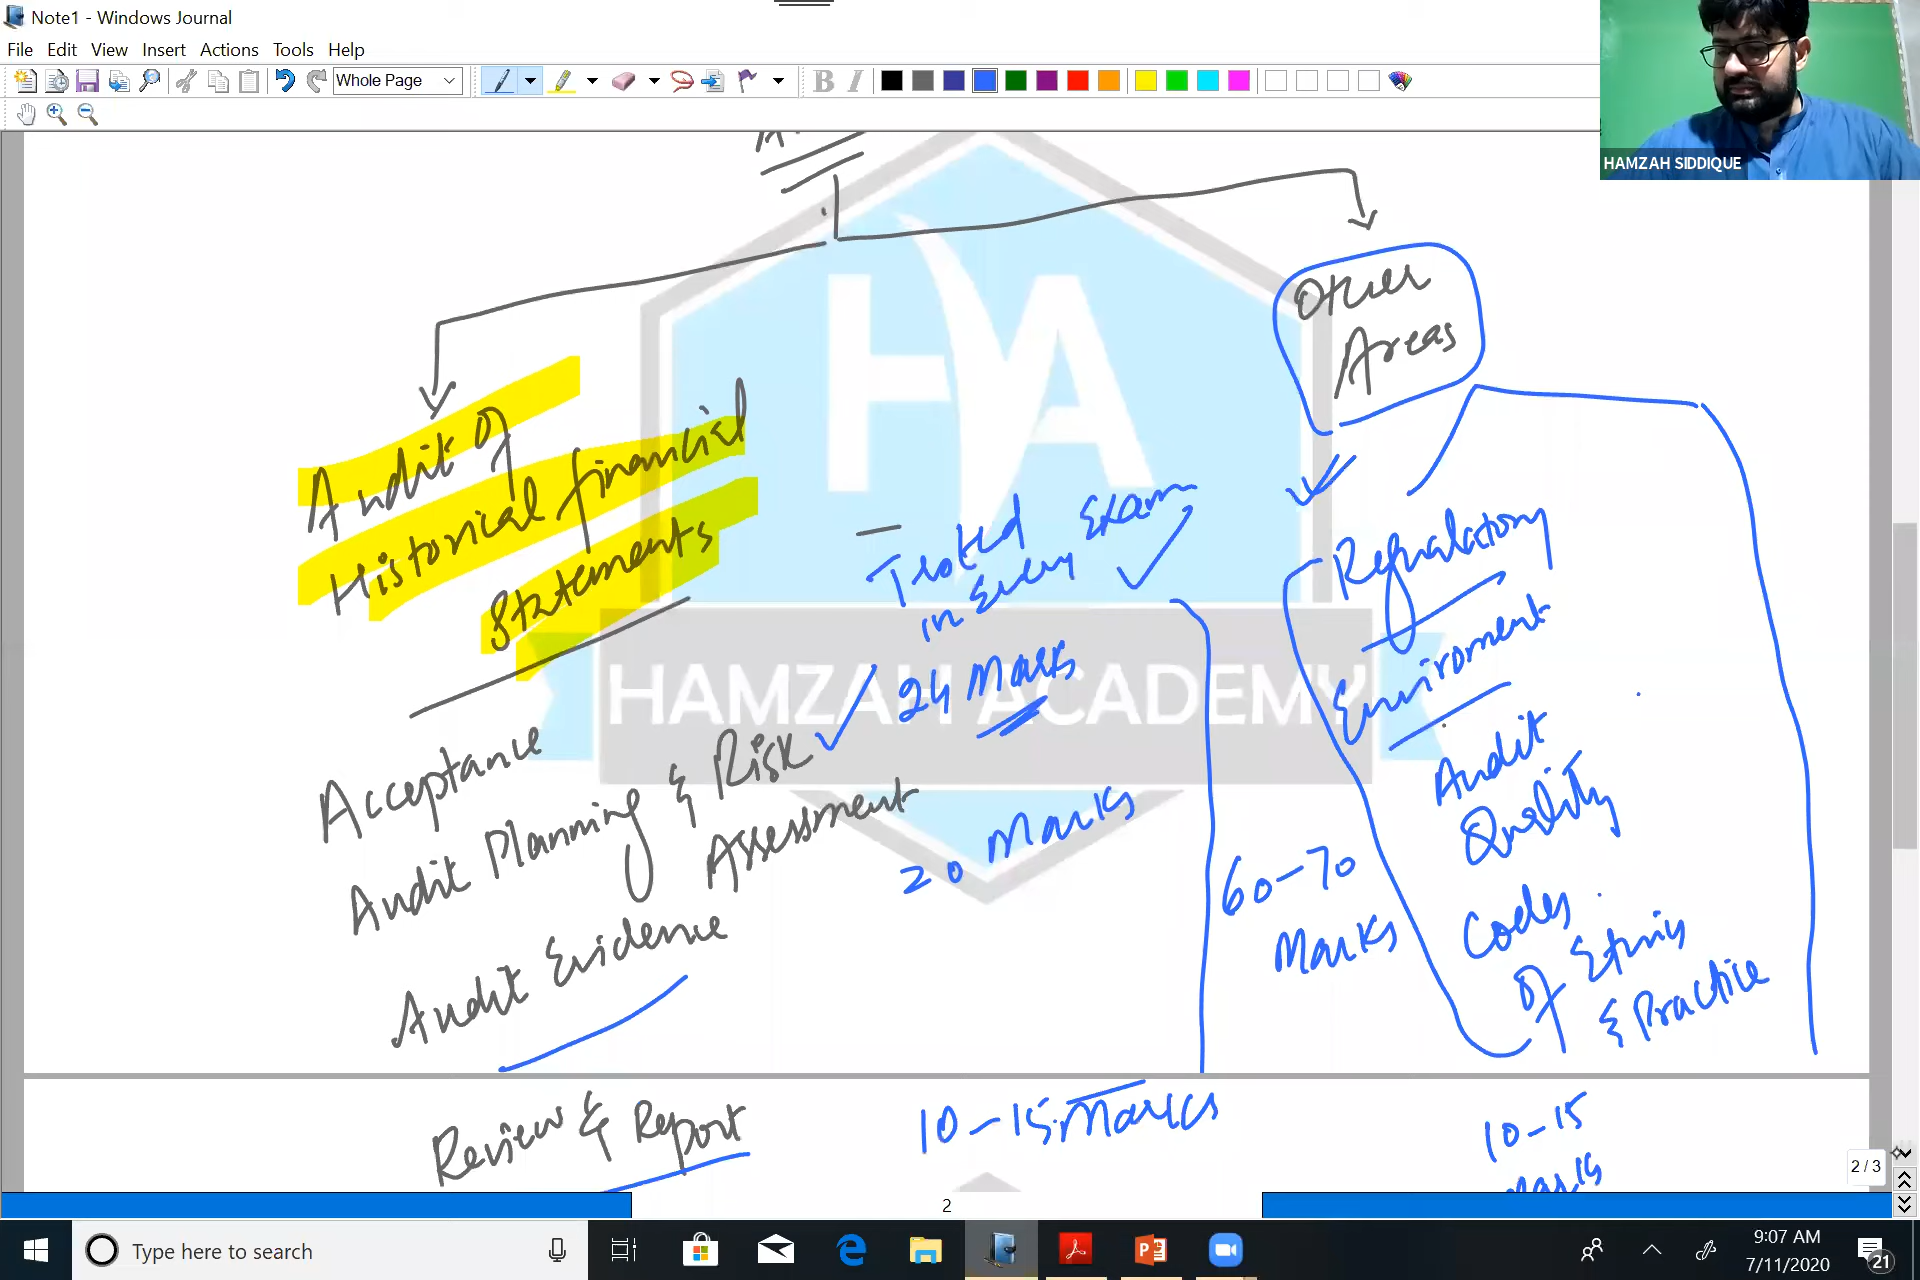 Note1 - Windows Journal
File Edit View Insert Actions Tools Help
Whole Page
HAMZAH SIDDIQUE
Other
Areas
Audit of
Historical financial
Statements
Tested
in Every Exam
24 Marks
HAMZAH ACADEMY
HA
Regulatory
Enviroment
Audit
Quality
Codes
of Ethics
& Practice
Acceptance
Audit Planning & Risk
Assessment
20 Marks
Audit Evidence
60-70
Marks
Review & Report
10-15 Marks
10-15
Marks
2 / 3
2
Type here to search
9:07 AM
7/11/2020
21